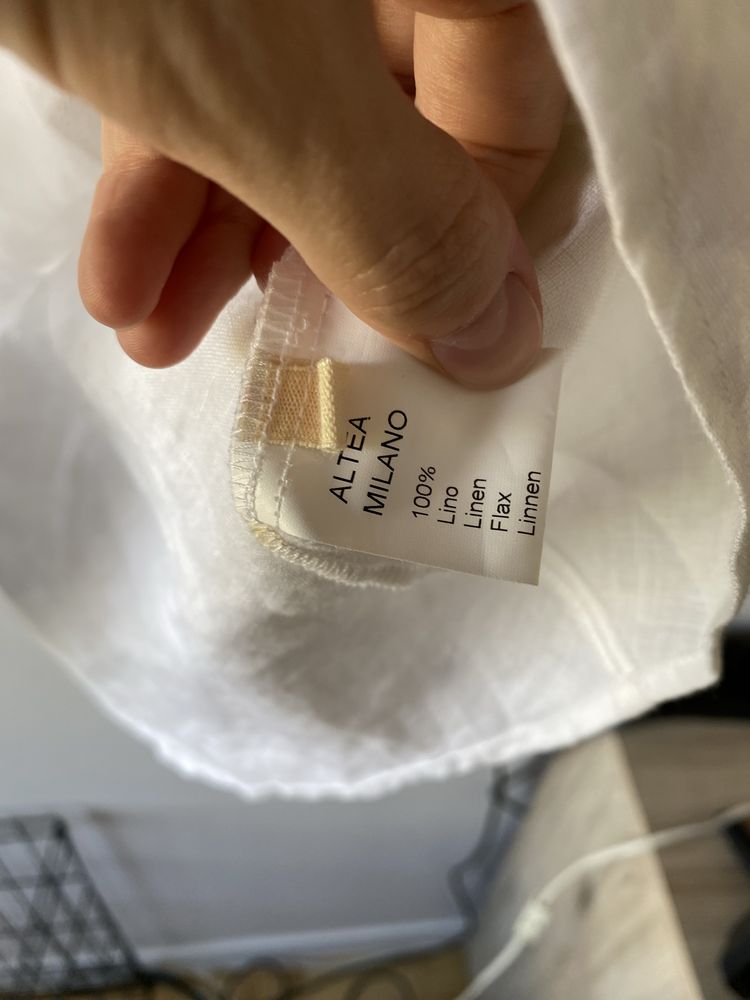 ALTEA
MILANO
100%
Lino
Linen
Flax
Linnen